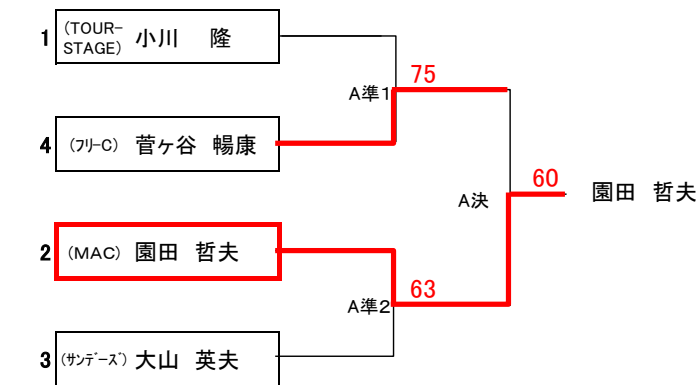 1 (TOUR-STAGE) 小川 隆
75
A準1
4 (フリｰC) 菅ヶ谷 暢康
60 園田 哲夫
A決
2 (MAC) 園田 哲夫
63
A準2
3 (ｻﾝﾃﾞｰｽﾞ) 大山 英夫